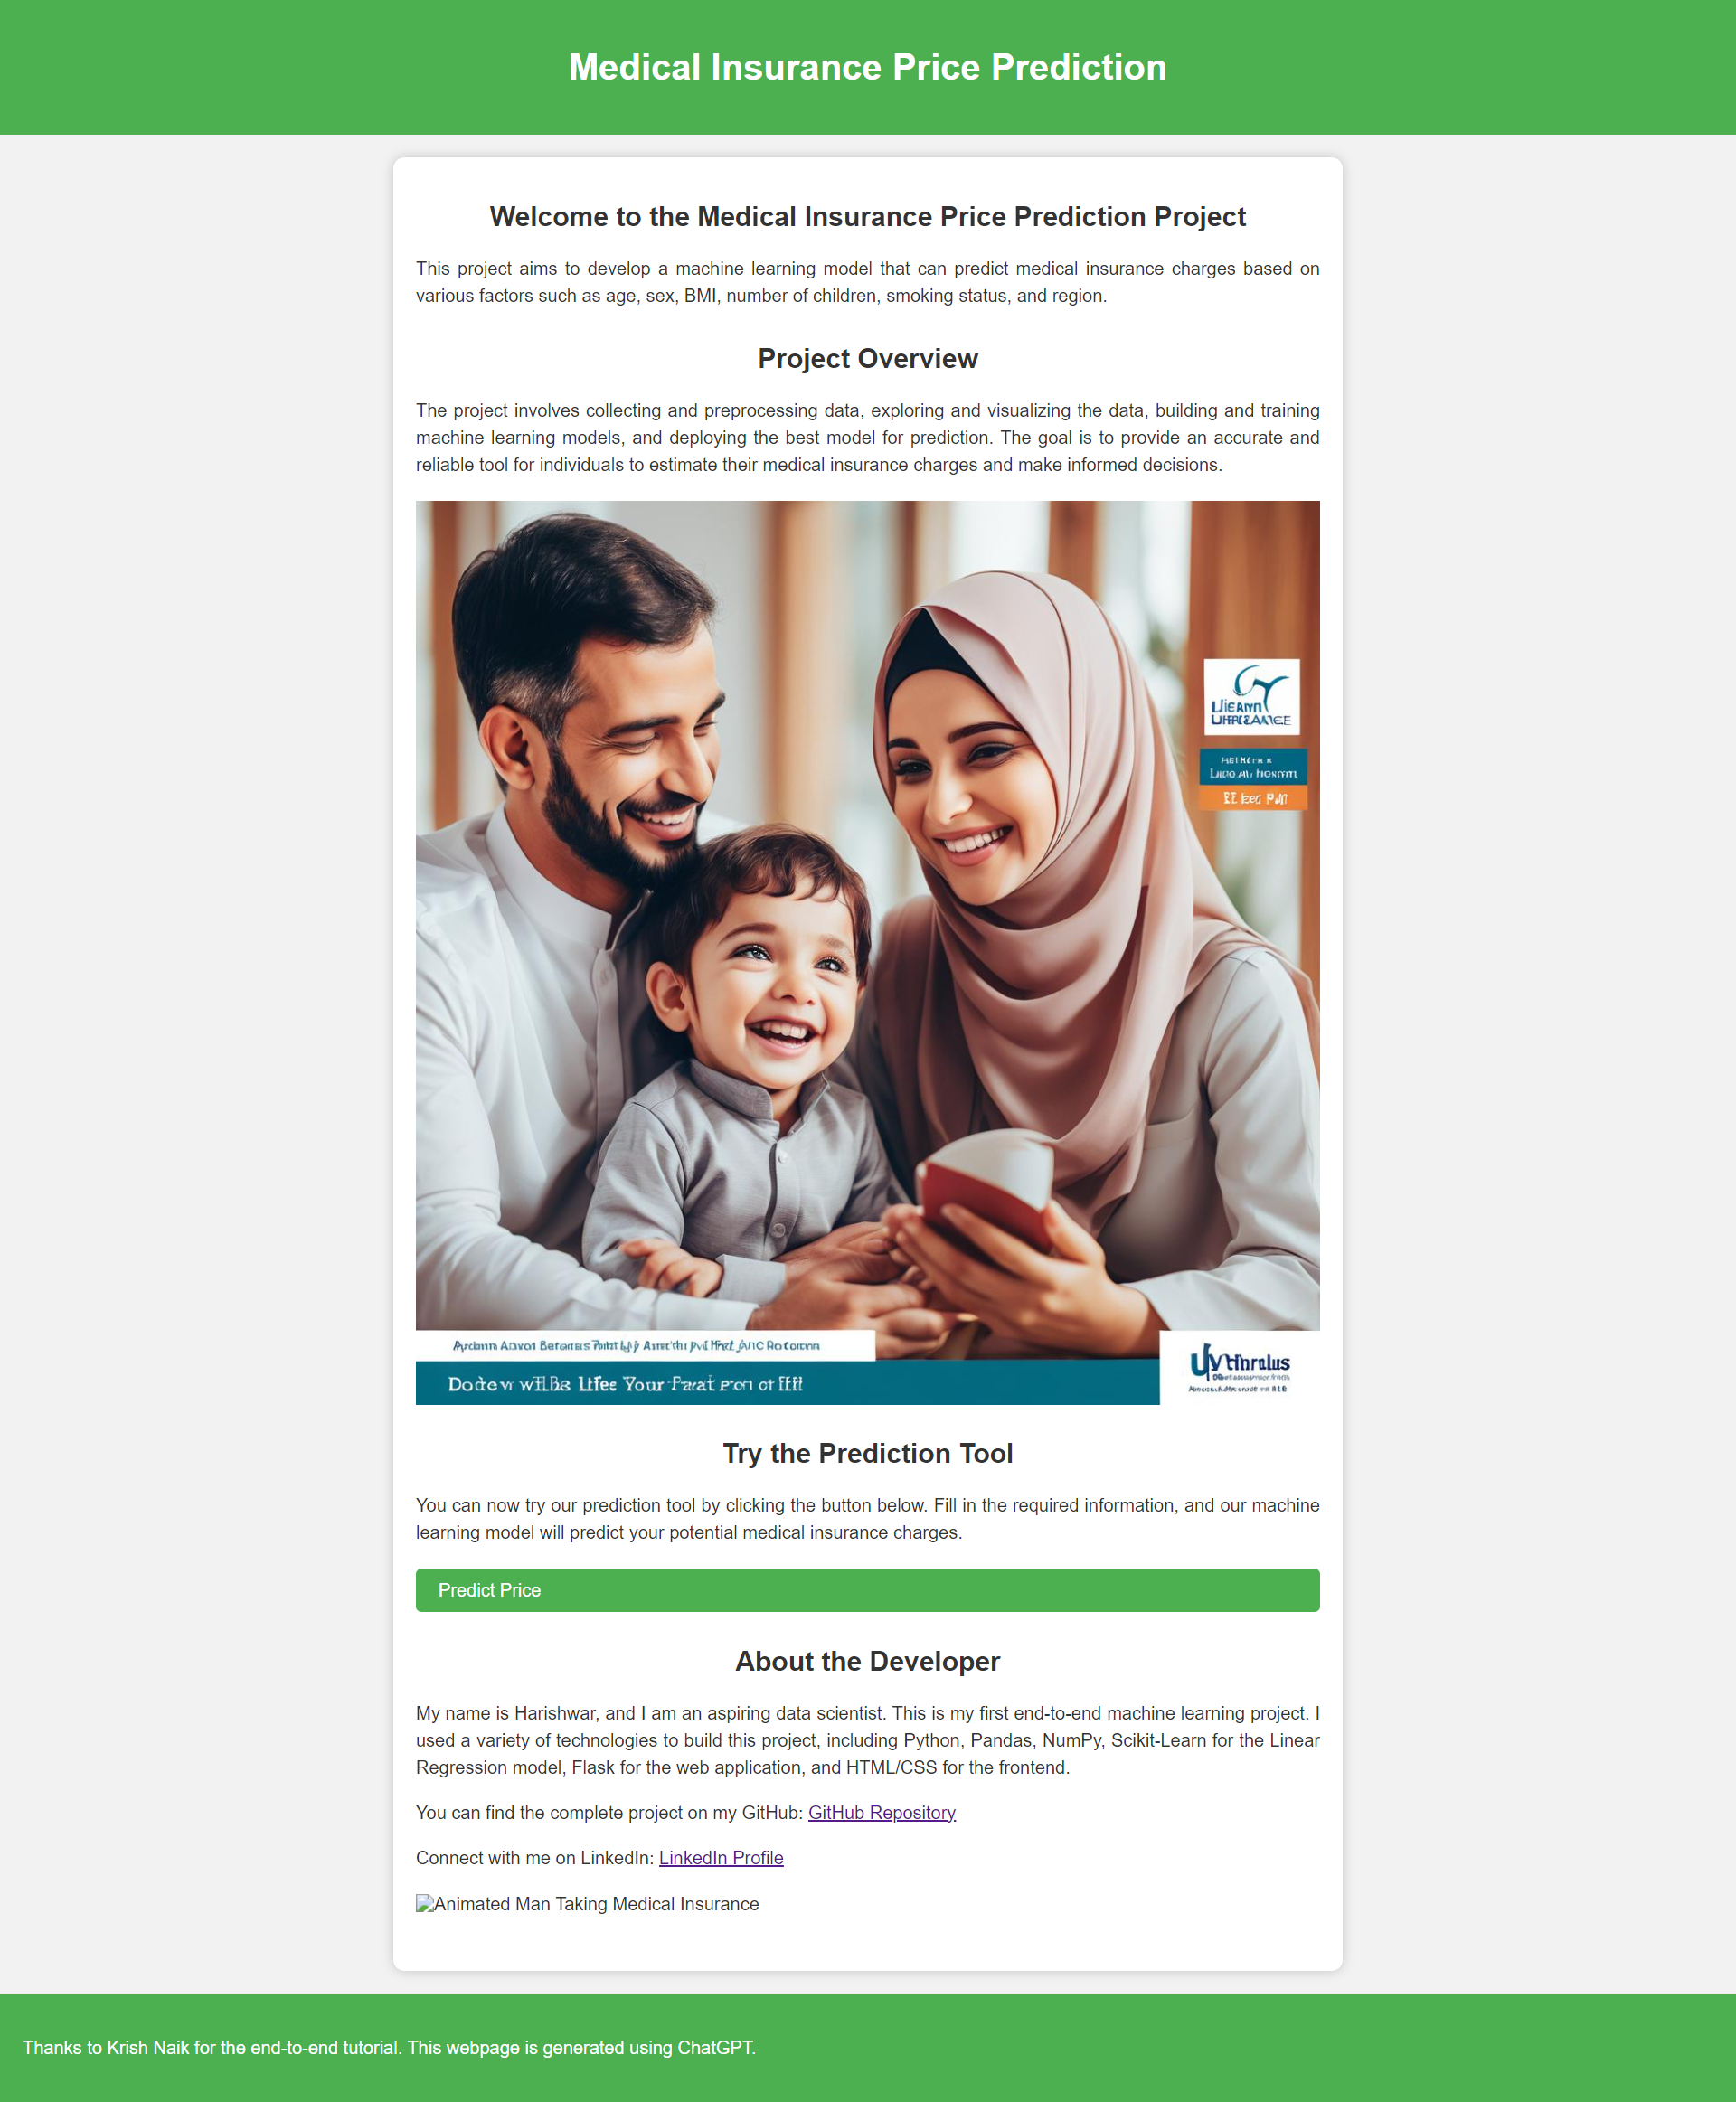 Medical Insurance Price Prediction
Welcome to the Medical Insurance Price Prediction Project
This project aims to develop a machine learning model that can predict medical insurance charges based on
various factors such as age, sex, BMI, number of children, smoking status, and region.
Project Overview
The project involves collecting and preprocessing data, exploring and visualizing the data, building and training
machine learning models, and deploying the best model for prediction. The goal is to provide an accurate and
reliable tool for individuals to estimate their medical insurance charges and make informed decisions.
Your
Try the Prediction Tool
You can now try our prediction tool by clicking the button below. Fill in the required information, and our machine
learning model will predict your potential medical insurance charges.
Predict Price
About the Developer
My name is Harishwar, and I am an aspiring data scientist. This is my first end-to-end machine learning project. I
used a variety of technologies to build this project, including Python, Pandas, NumPy, Scikit-Learn for the Linear
Regression model, Flask for the web application, and HTML/CSS for the frontend.
You can find the complete project on my GitHub: GitHub Repository
Connect with me on LinkedIn: LinkedIn Profile
Animated Man Taking Medical Insurance
Thanks to Krish Naik for the end-to-end tutorial. This webpage is generated using ChatGPT.